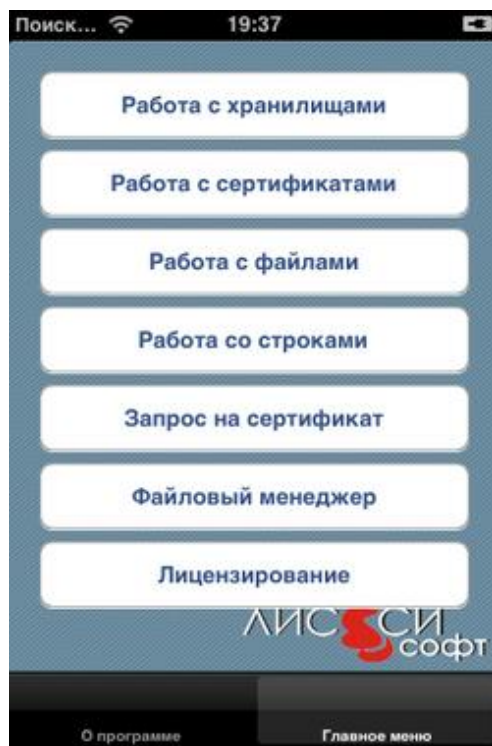 Поиск... 19:37
Работа с хранилищами
Работа с сертификатами
Работа с файлами
Работа со строками
Запрос на сертификат
Файловый менеджер
Лицензирование
ЛИССИ
софт
О программе Главное меню